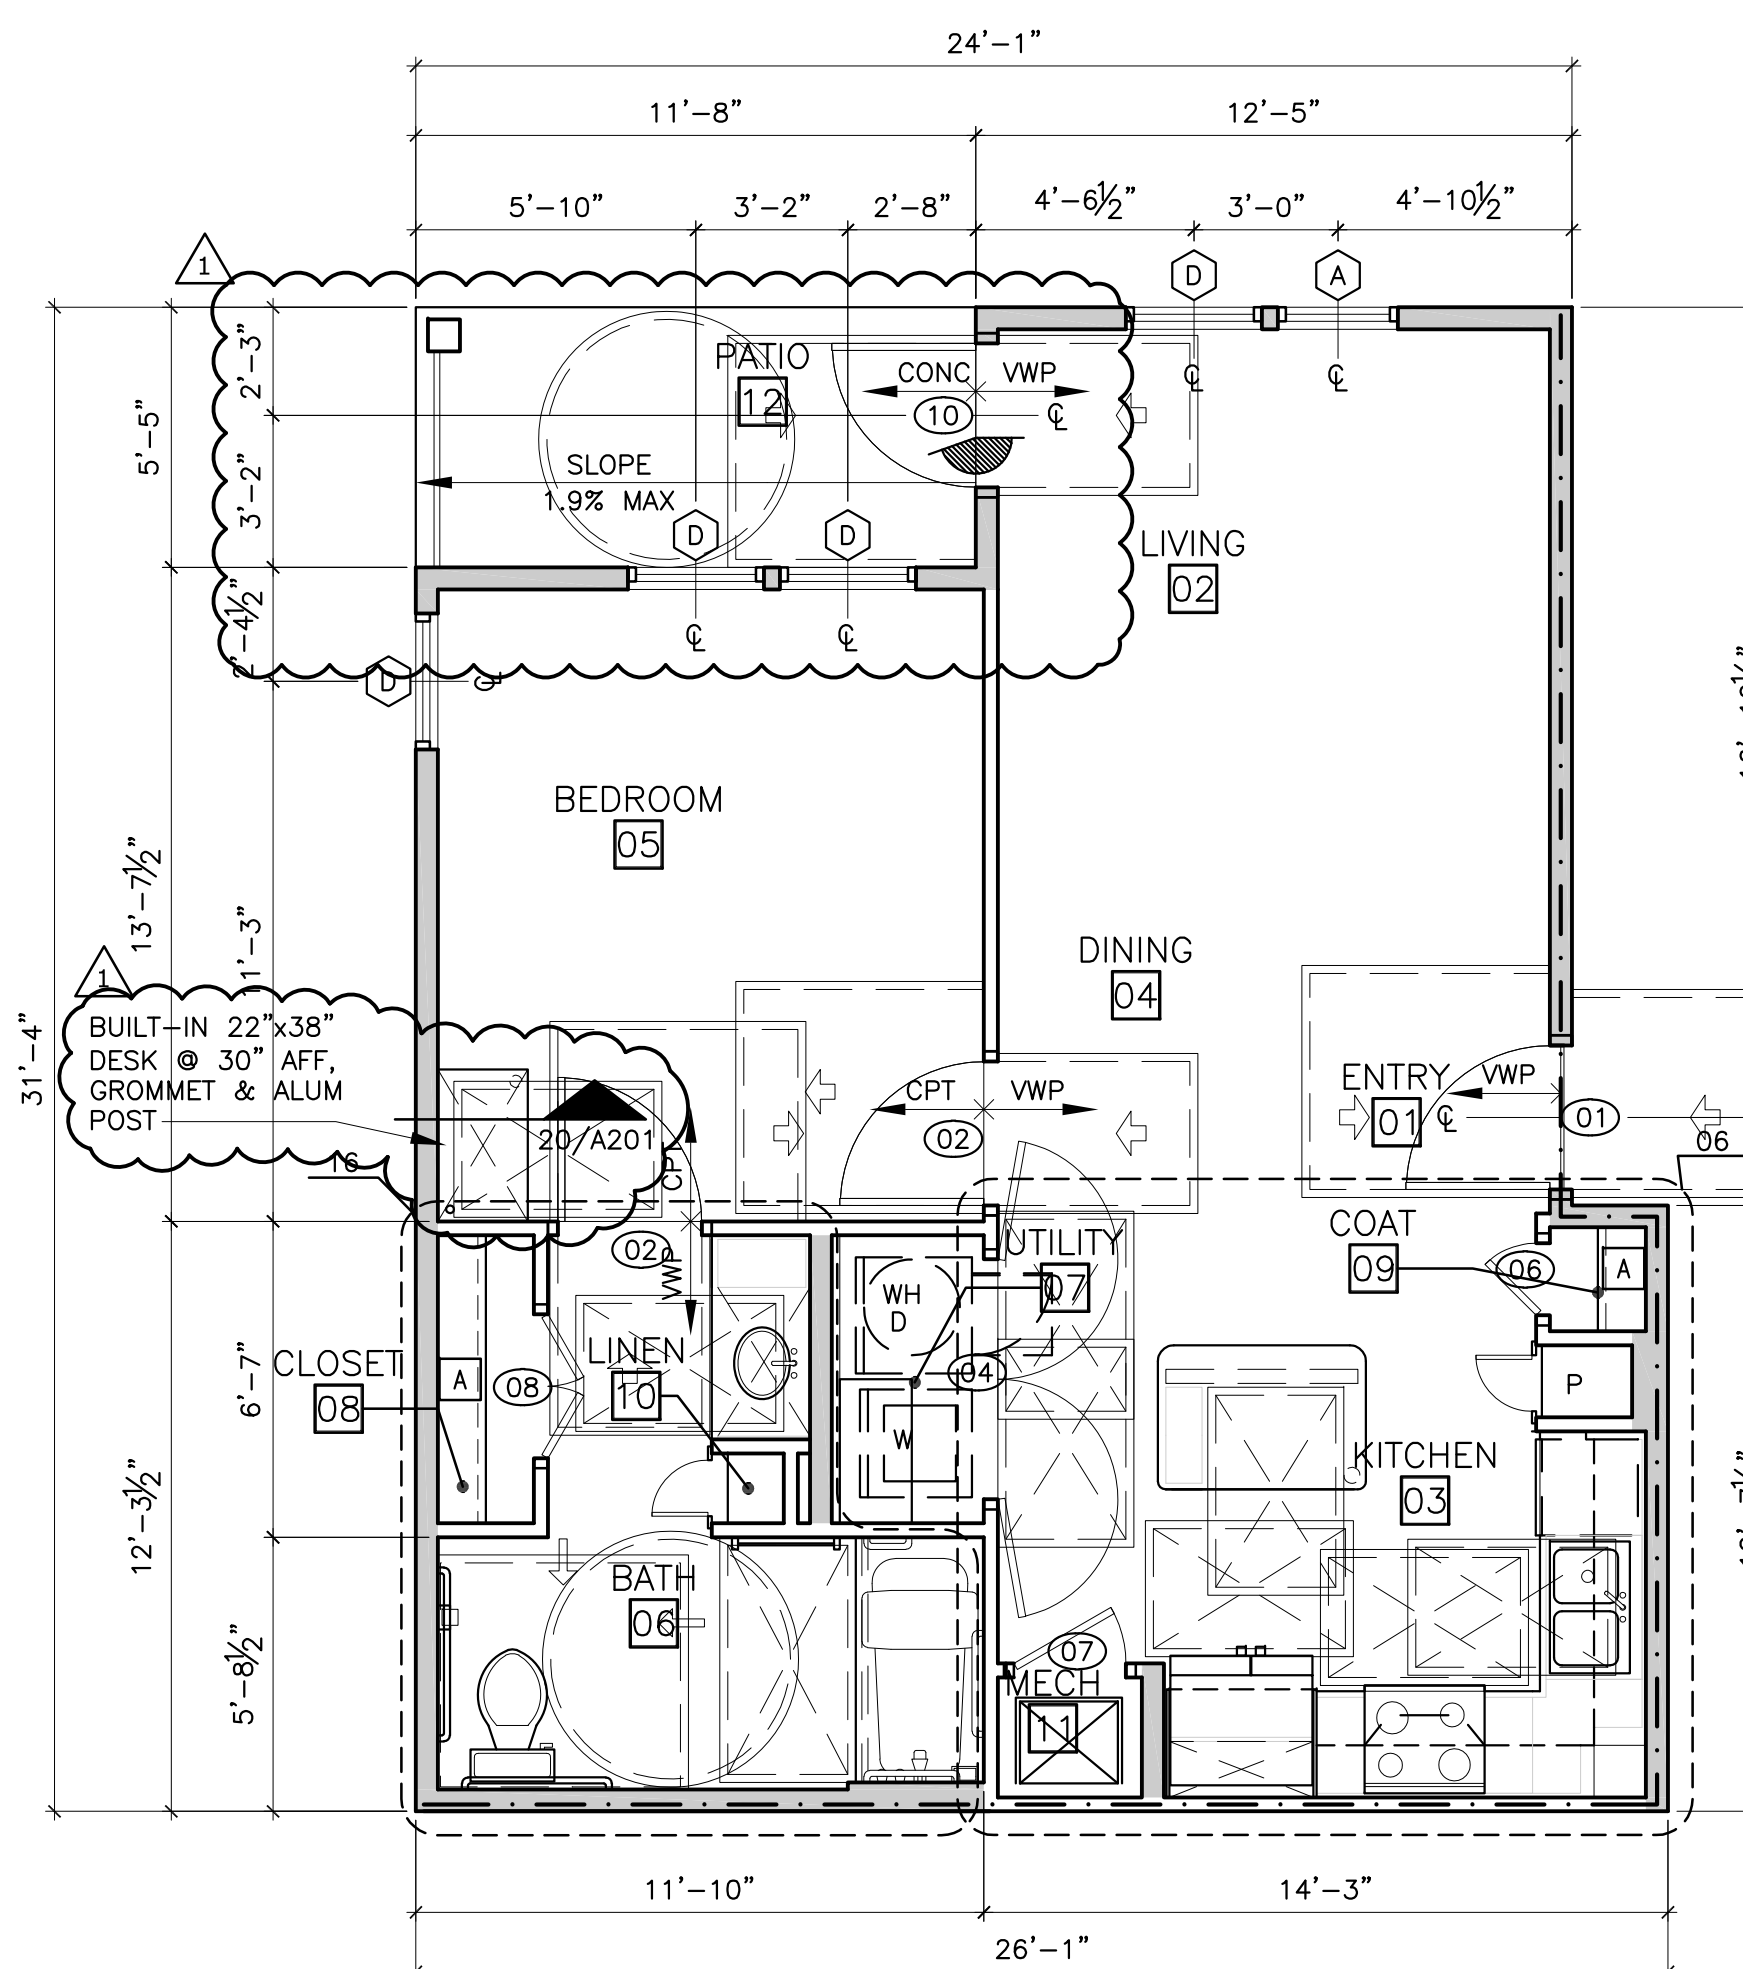 24'-1"
11'-8"
12'-5"
5'-10"
3'-2"
2'-8"
4'-6½"
3'-0"
4'-10½"
1
D
A
2'-3"
PATIO
12
CONC
VWP
℄
℄
10
℄
5'-5"
3'-2"
SLOPE
1.9% MAX
D
D
LIVING
02
2'-4½"
℄
℄
D
℄
BEDROOM
05
13'-7½"
11'-3"
DINING
04
1
BUILT-IN 22"x38"
DESK @ 30" AFF,
GROMMET & ALUM
POST
31'-4"
ENTRY
01
VWP
℄
01
CPT
VWP
02
06
20/A201
16
CPT
02
VWP
UTILITY
07
COAT
09
06
A
WH
D
CLOSET
08
A
08
LINEN
10
04
P
W
6'-7"
KITCHEN
03
12'-3½"
BATH
06
5'-8½"
07
MECH
11
11'-10"
14'-3"
26'-1"